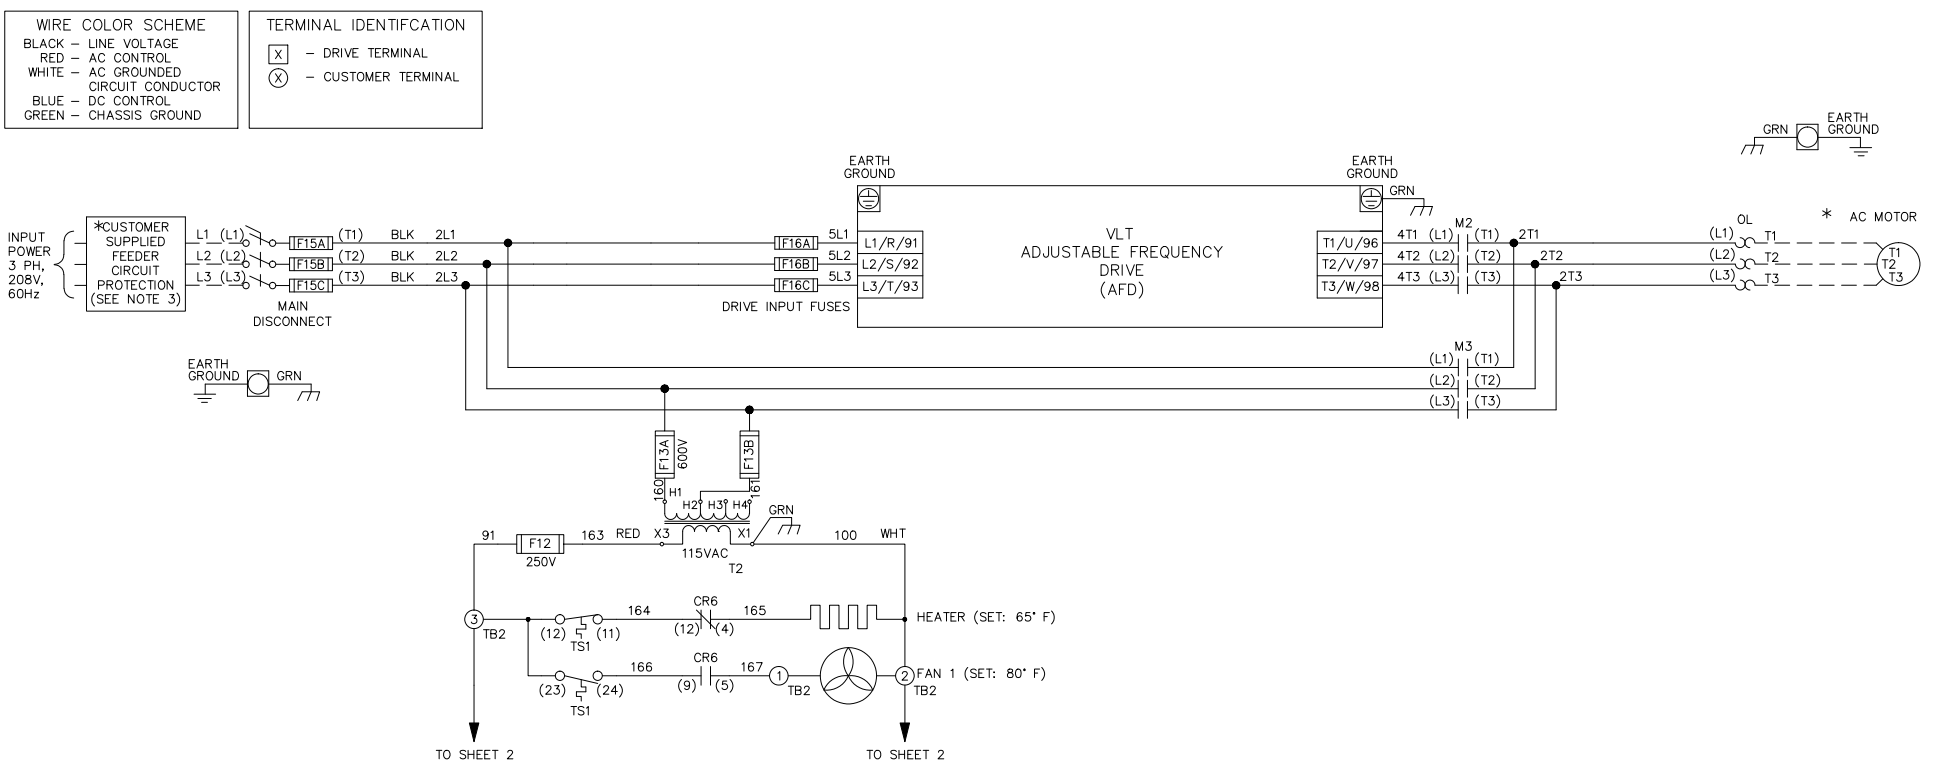 WIRE COLOR SCHEME
BLACK – LINE VOLTAGE
RED – AC CONTROL
WHITE – AC GROUNDED
CIRCUIT CONDUCTOR
BLUE – DC CONTROL
GREEN – CHASSIS GROUND
TERMINAL IDENTIFCATION
X – DRIVE TERMINAL
X – CUSTOMER TERMINAL
EARTH
GROUND
GRN
EARTH
GROUND
EARTH
GROUND
GRN
INPUT
POWER
3 PH,
208V,
60Hz
*CUSTOMER
SUPPLIED
FEEDER
CIRCUIT
PROTECTION
(SEE NOTE 3)
L1 (L1) F15A (T1) BLK 2L1 F16A 5L1 L1/R/91
L2 (L2) F15B (T2) BLK 2L2 F16B 5L2 L2/S/92
L3 (L3) F15C (T3) BLK 2L3 F16C 5L3 L3/T/93
MAIN
DISCONNECT
DRIVE INPUT FUSES
VLT
ADJUSTABLE FREQUENCY
DRIVE
(AFD)
M2
T1/U/96 4T1 (L1) (T1) 2T1
T2/V/97 4T2 (L2) (T2) 2T2
T3/W/98 4T3 (L3) (T3) 2T3
OL
(L1) T1
(L2) T2
(L3) T3
* AC MOTOR
T1
T2
T3
EARTH
GROUND
GRN
M3
(L1) (T1)
(L2) (T2)
(L3) (T3)
F13A
600V
F13B
160
161
H1
H2 H3 H4
GRN
91 F12 163 RED X3 X1 100 WHT
250V
115VAC
T2
3
TB2
(12) (11)
TS1
164
CR6
(12) (4)
165
HEATER (SET: 65° F)
(23) (24)
TS1
166
CR6
(9) (5)
167
1
TB2
2
TB2
FAN 1 (SET: 80° F)
TO SHEET 2
TO SHEET 2